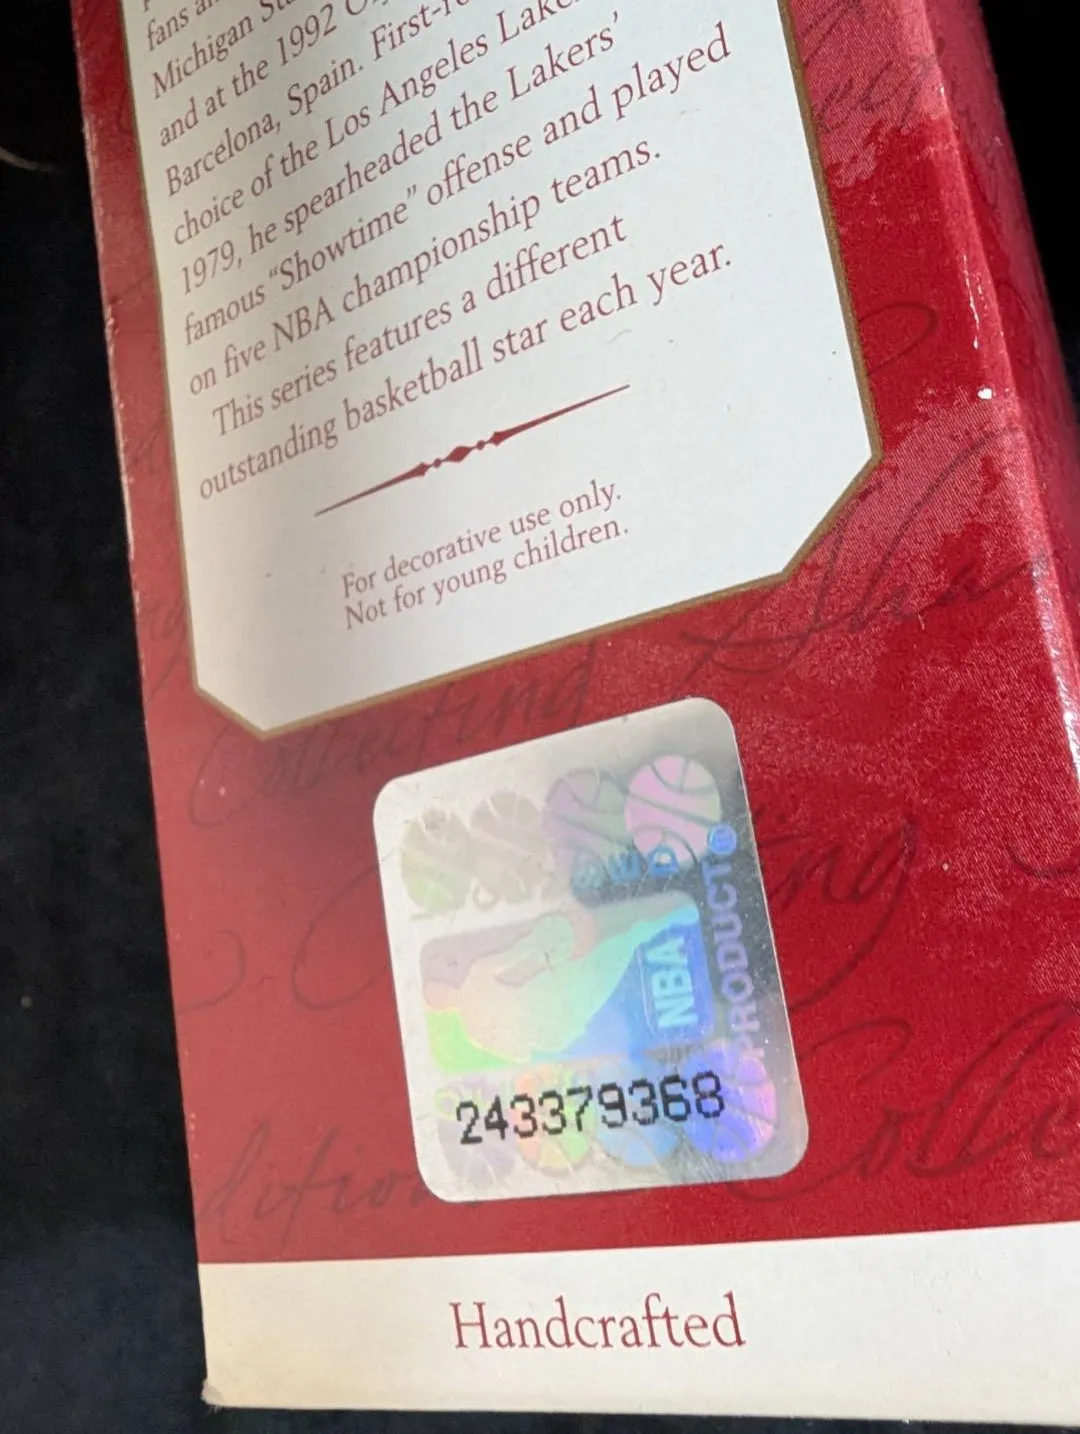 fans
Michigan
and at the 1992
Barcelona, Spain.
choice of the Los Angeles
1979, he spearheaded the Lakers'
famous “Showtime” offense and played
on five NBA championship teams.
This series features a different
outstanding basketball star each year.
For decorative use only.
Not for young children.
Collecting
NBA
PRODUCT®
243379368
Handcrafted